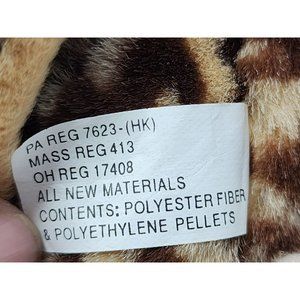 PA REG 7623-(HK)
MASS REG 413
OH REG 17408
ALL NEW MATERIALS
CONTENTS: POLYESTER FIBER
& POLYETHYLENE PELLETS